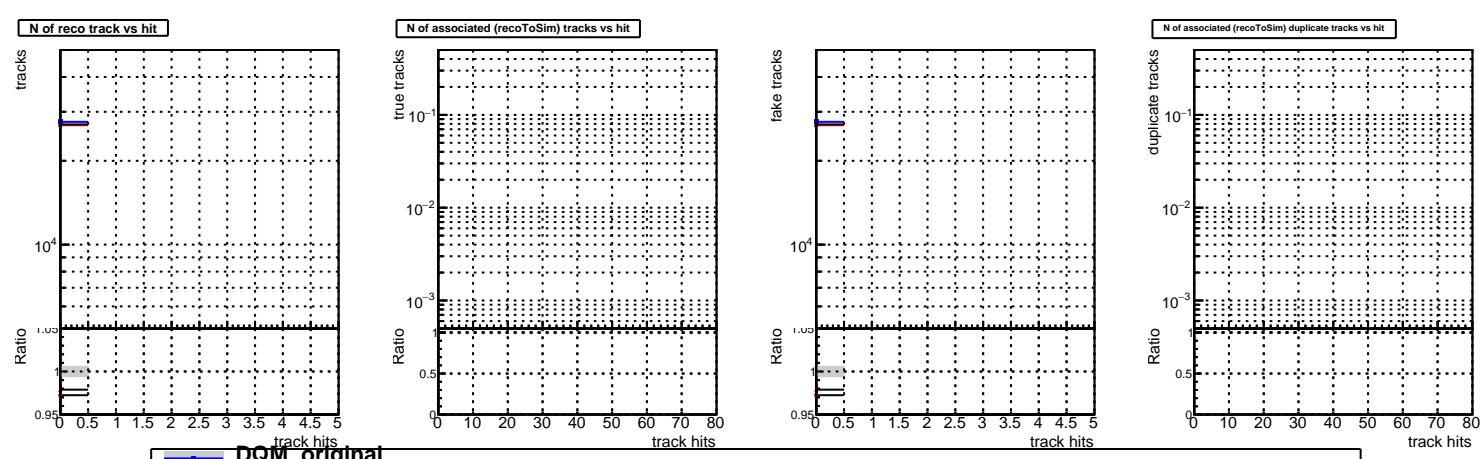 N of reco track vs hit
tracks
10⁴
Ratio
1.05
1
0.95
0 0.5 1 1.5 2 2.5 3 3.5 4 4.5 5
track hits
N of associated (recoToSim) tracks vs hit
true tracks
10⁻¹
10⁻²
10⁻³
Ratio
1
0.5
0
0 10 20 30 40 50 60 70 80
track hits
fake tracks
10⁴
Ratio
1.05
1
0.95
0 0.5 1 1.5 2 2.5 3 3.5 4 4.5 5
track hits
N of associated (recoToSim) duplicate tracks vs hit
duplicate tracks
10⁻¹
10⁻²
10⁻³
Ratio
1
0.5
0
0 10 20 30 40 50 60 70 80
track hits
DQM_original